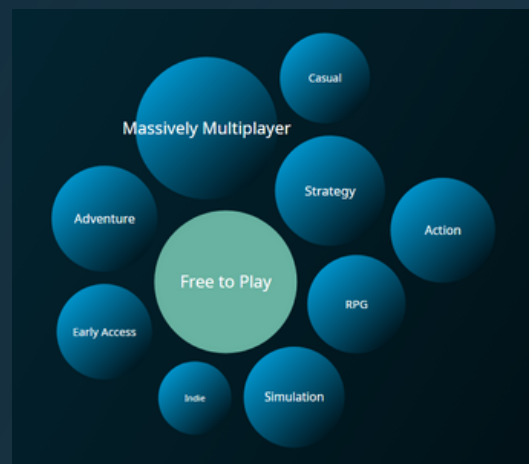 Casual
Massively Multiplayer
Strategy
Adventure
Action
Free to Play
RPG
Early Access
Indie
Simulation